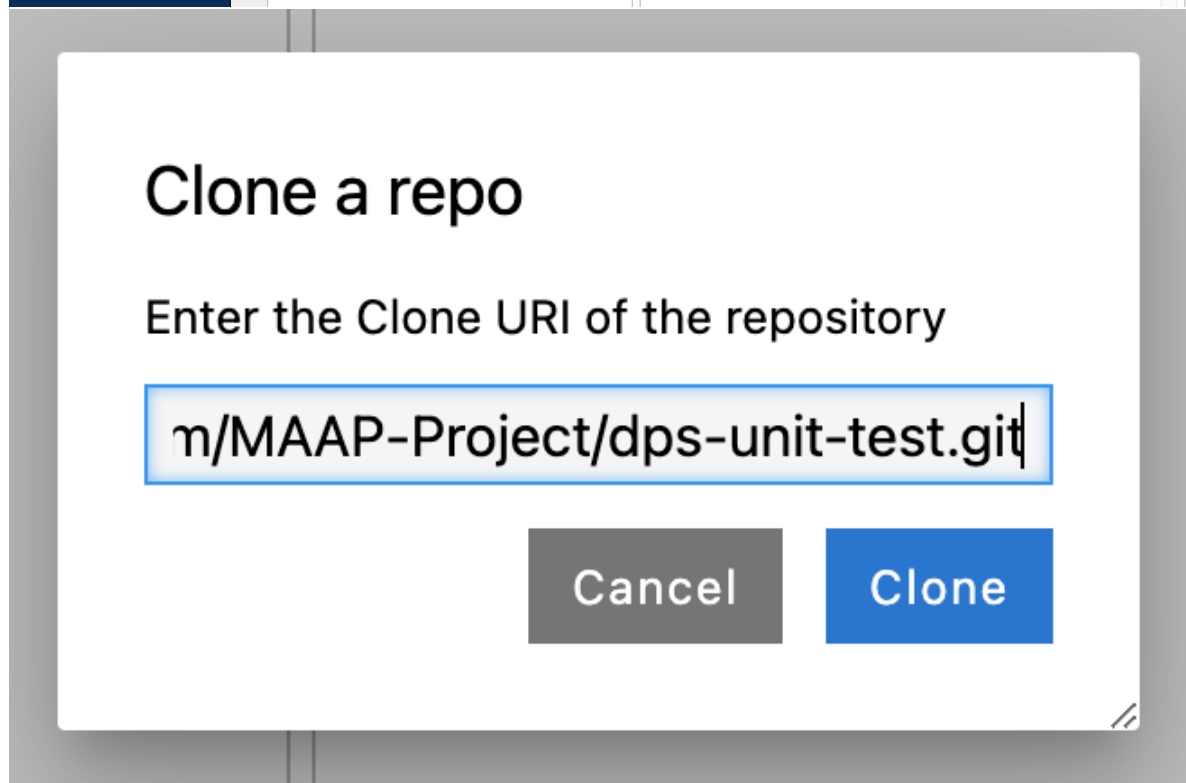 Clone a repo
Enter the Clone URI of the repository
m/MAAP-Project/dps-unit-test.git
Cancel
Clone